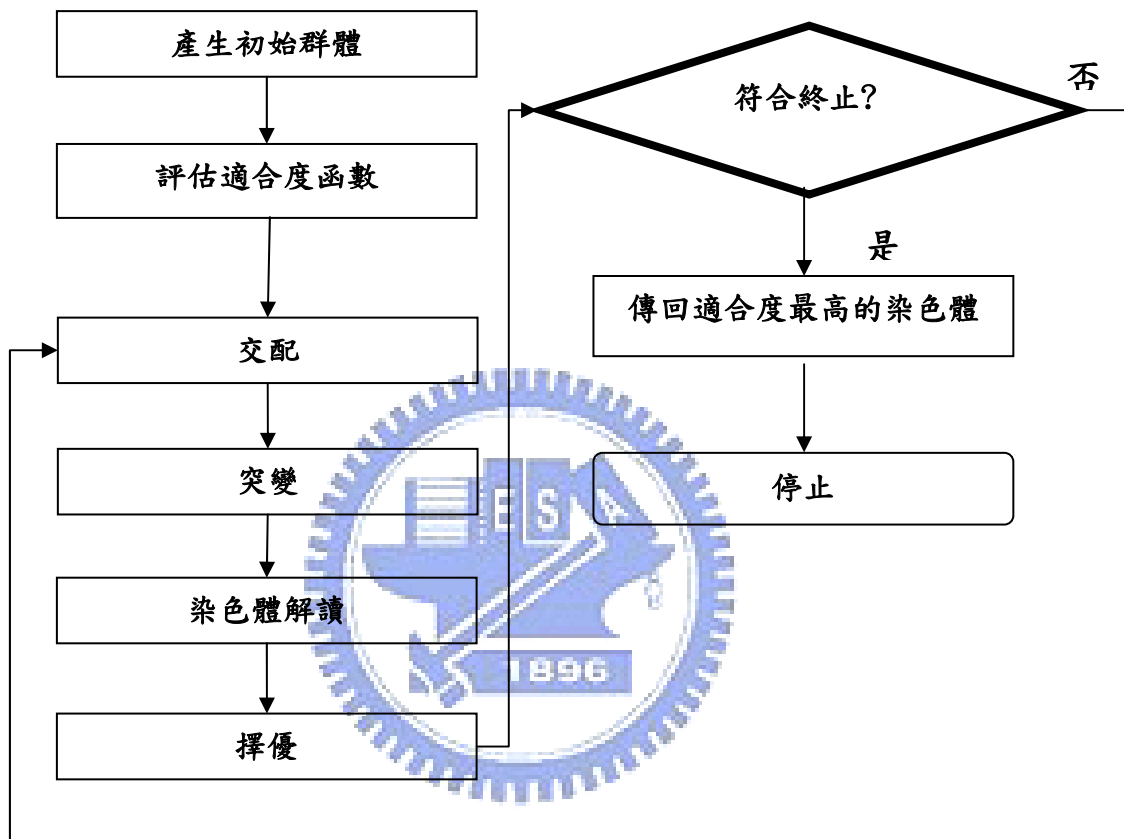 產生初始群體
評估適合度函數
交配
突變
染色體解讀
擇優
符合終止?
否
是
傳回適合度最高的染色體
停止
E S A
1896